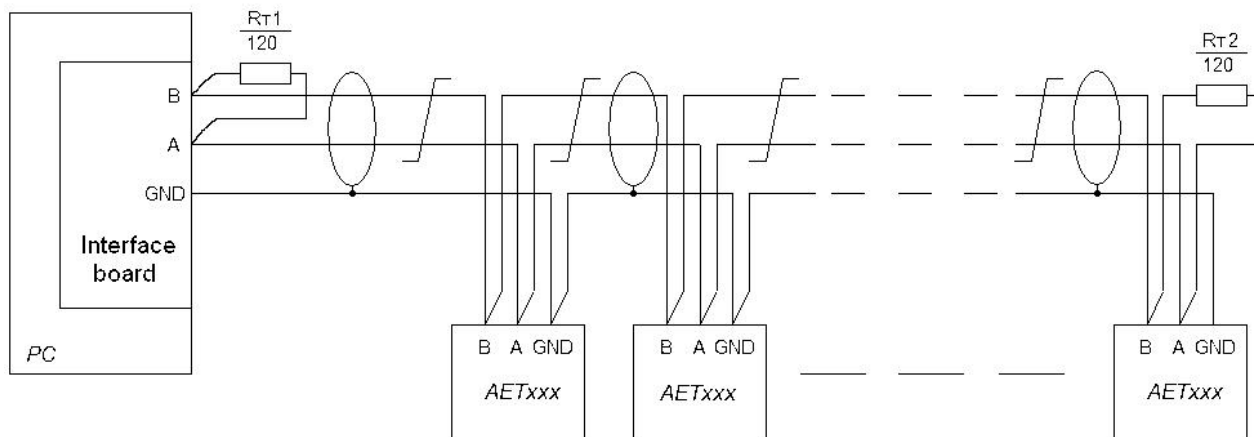 RT1
120
RT2
120
B
A
GND
Interface
board
PC
B A GND
AETxxx
B A GND
AETxxx
B A GND
AETxxx